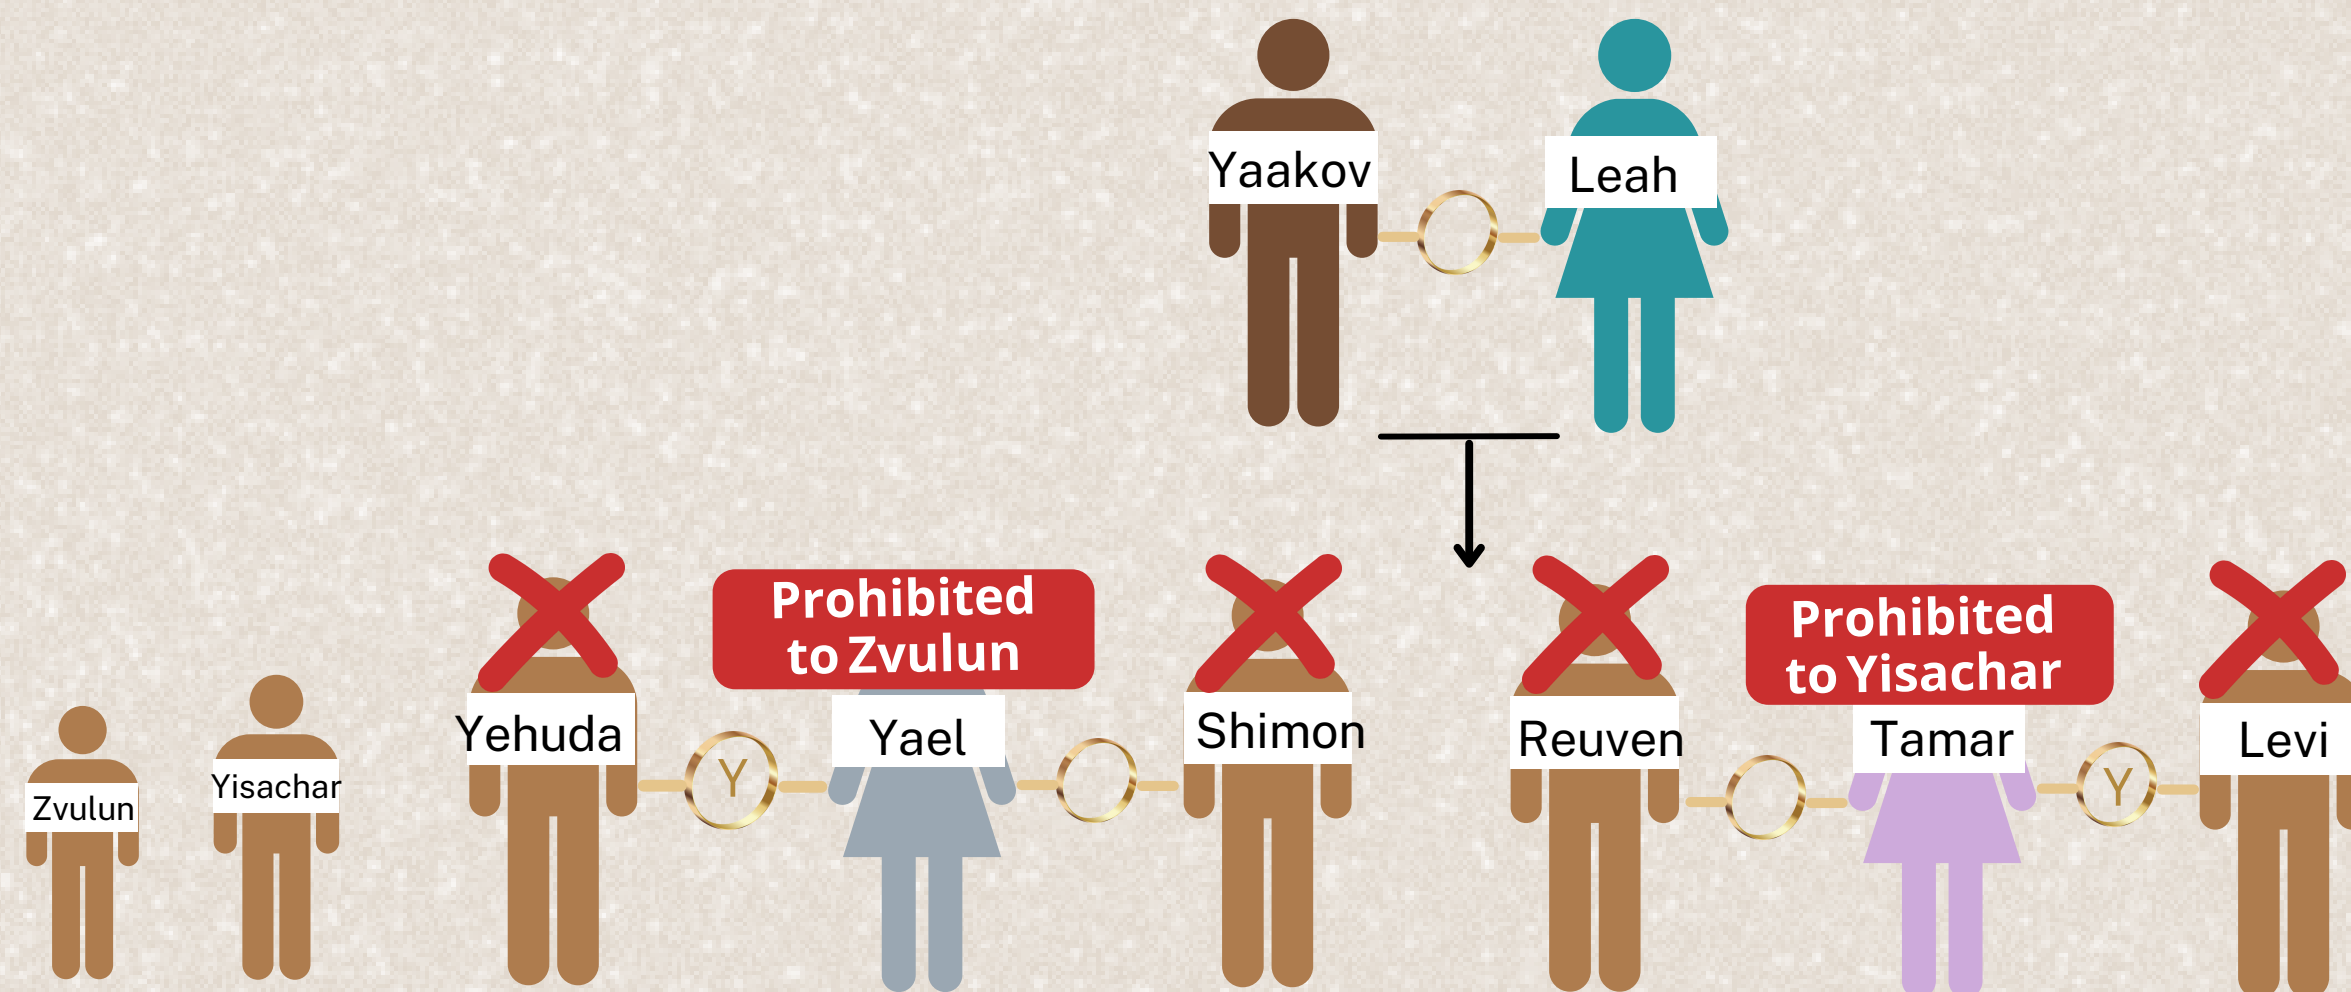 Yaakov
Leah
Prohibited
to Zvulun
Prohibited
to Yisachar
Zvulun
Yisachar
Yehuda
Y
Yael
Shimon
Reuven
Tamar
Y
Levi